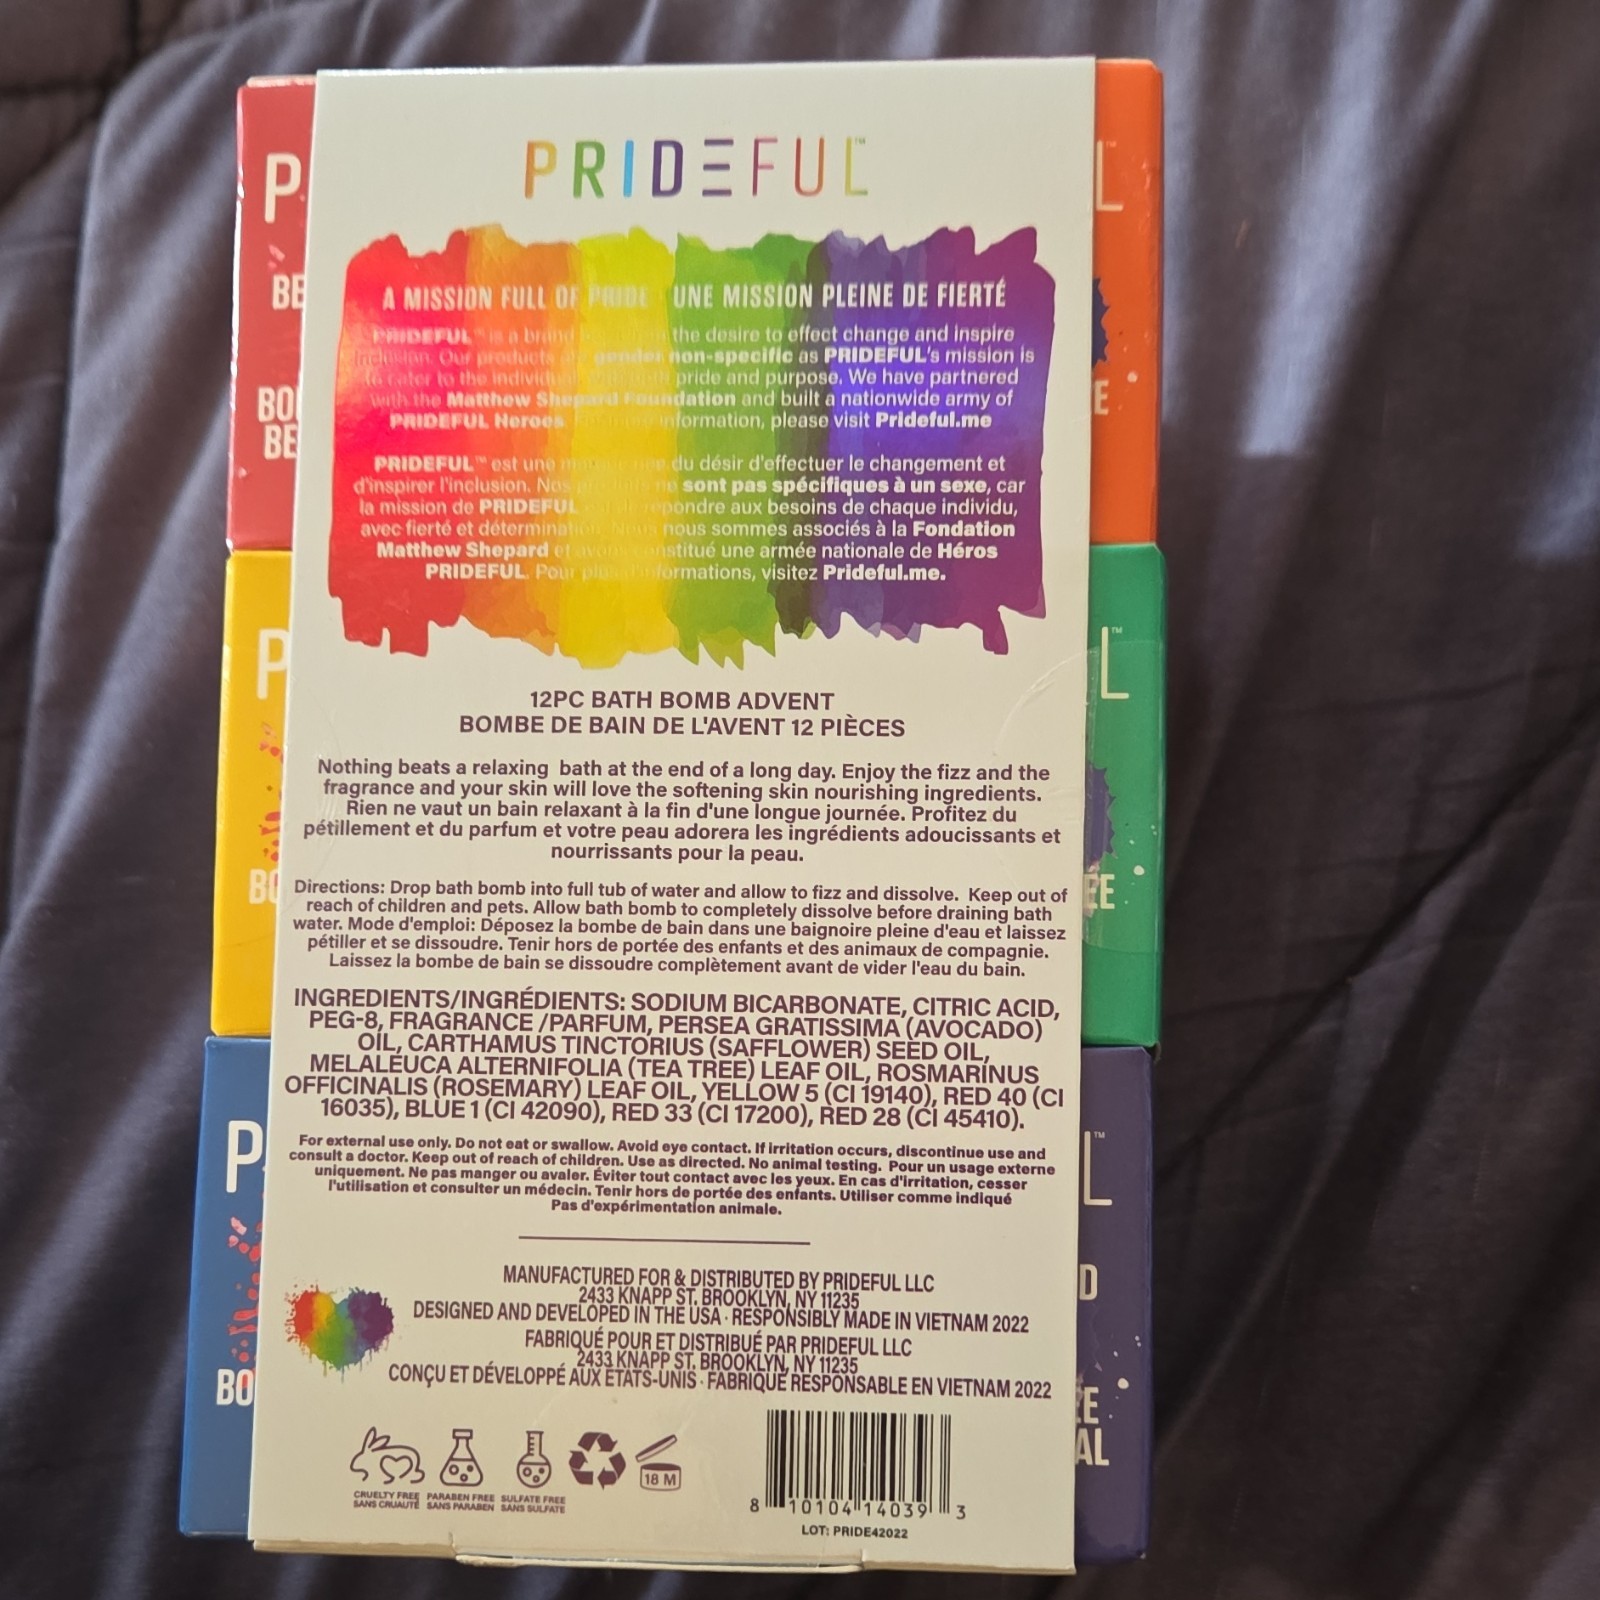 PRIDEFUL™
A MISSION FULL OF PRIDE UNE MISSION PLEINE DE FIERTÉ
PRIDEFUL™ is a brand the desire to effect change and inspire
inclusion. Our products are gender non-specific as PRIDEFUL's mission is
to cater to the individual with pride and purpose. We have partnered
with the Matthew Shepard Foundation and built a nationwide army of
PRIDEFUL Heroes. information, please visit Prideful.me
PRIDEFUL™ est une du désir d'effectuer le changement et
d'inspirer l'inclusion. Nos produits ne sont pas spécifiques à un sexe, car
la mission de PRIDEFUL répondre aux besoins de chaque individu,
avec fierté et détermination. Nous nous sommes associés à la Fondation
Matthew Shepard et avons constitué une armée nationale de Héros
PRIDEFUL. Pour plus d'informations, visitez Prideful.me.
12PC BATH BOMB ADVENT
BOMBE DE BAIN DE L'AVENT 12 PIÈCES
Nothing beats a relaxing bath at the end of a long day. Enjoy the fizz and the
fragrance and your skin will love the softening skin nourishing ingredients.
Rien ne vaut un bain relaxant à la fin d'une longue journée. Profitez du
pétillement et du parfum et votre peau adorera les ingrédients adoucissants et
nourrissants pour la peau.
Directions: Drop bath bomb into full tub of water and allow to fizz and dissolve. Keep out of
reach of children and pets. Allow bath bomb to completely dissolve before draining bath
water. Mode d'emploi: Déposez la bombe de bain dans une baignoire pleine d'eau et laissez
pétiller et se dissoudre. Tenir hors de portée des enfants et des animaux de compagnie.
Laissez la bombe de bain se dissoudre complètement avant de vider l'eau du bain.
INGREDIENTS/INGRÉDIENTS: SODIUM BICARBONATE, CITRIC ACID,
PEG-8, FRAGRANCE /PARFUM, PERSEA GRATISSIMA (AVOCADO)
OIL, CARTHAMUS TINCTORIUS (SAFFLOWER) SEED OIL,
MELALEUCA ALTERNIFOLIA (TEA TREE) LEAF OIL, ROSMARINUS
OFFICINALIS (ROSEMARY) LEAF OIL, YELLOW 5 (CI 19140), RED 40 (CI
16035), BLUE 1 (CI 42090), RED 33 (CI 17200), RED 28 (CI 45410).
For external use only. Do not eat or swallow. Avoid eye contact. If irritation occurs, discontinue use and
consult a doctor. Keep out of reach of children. Use as directed. No animal testing. Pour un usage externe
uniquement. Ne pas manger ou avaler. Éviter tout contact avec les yeux. En cas d'irritation, cesser
l'utilisation et consulter un médecin. Tenir hors de portée des enfants. Utiliser comme indiqué
Pas d'expérimentation animale.
MANUFACTURED FOR & DISTRIBUTED BY PRIDEFUL LLC
2433 KNAPP ST. BROOKLYN, NY 11235
DESIGNED AND DEVELOPED IN THE USA · RESPONSIBLY MADE IN VIETNAM 2022
FABRIQUÉ POUR ET DISTRIBUÉ PAR PRIDEFUL LLC
2433 KNAPP ST. BROOKLYN, NY 11235
CONÇU ET DÉVELOPPÉ AUX ÉTATS-UNIS · FABRIQUÉ RESPONSABLE EN VIETNAM 2022
CRUELTY FREE PARABEN FREE SULFATE FREE
SANS CRUAUTÉ SANS PARABEN SANS SULFATE
18 M
8 10104 14039 3
LOT: PRIDE42022